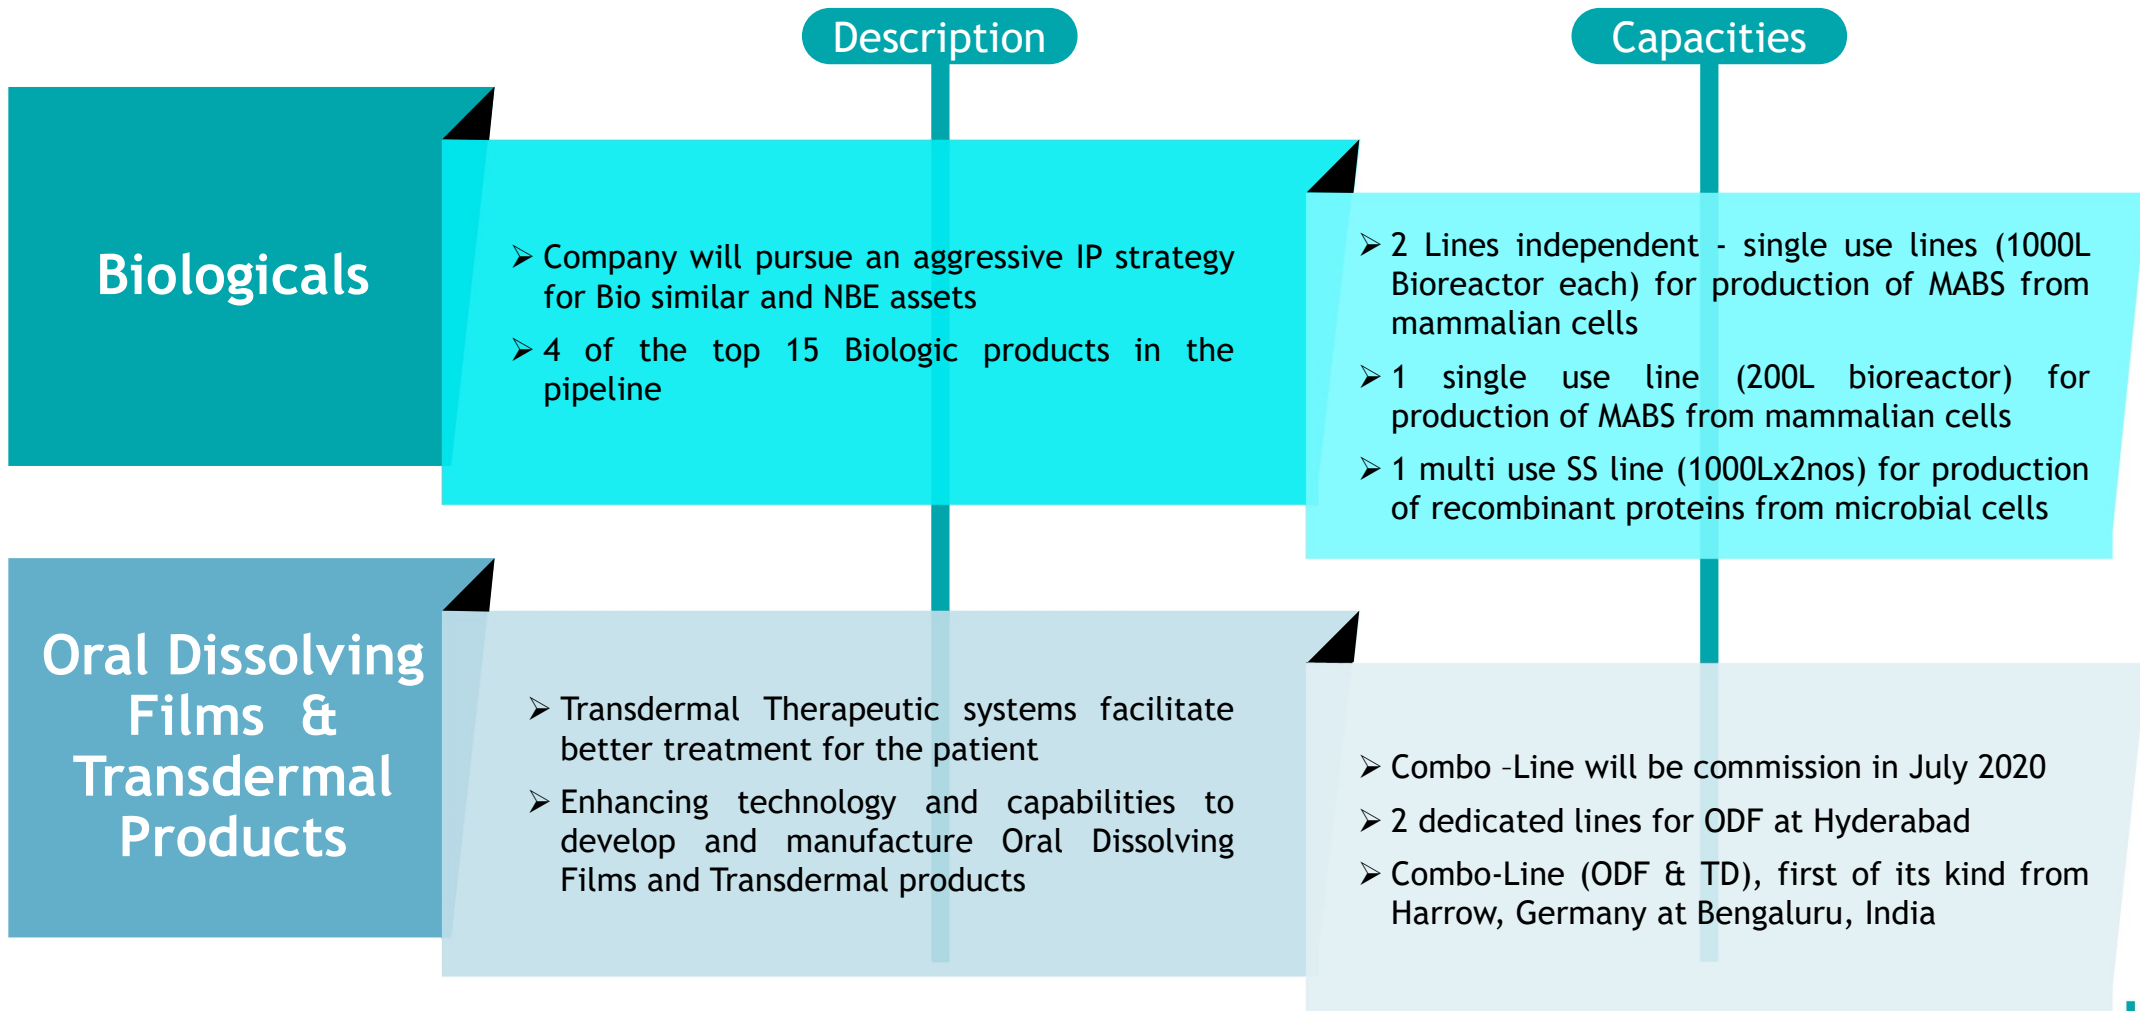 Description
Capacities
Biologicals
➢ Company will pursue an aggressive IP strategy
for Bio similar and NBE assets
➢ 4 of the top 15 Biologic products in the
pipeline
➢ 2 Lines independent - single use lines (1000L
Bioreactor each) for production of MABS from
mammalian cells
➢ 1 single use line (200L bioreactor) for
production of MABS from mammalian cells
➢ 1 multi use SS line (1000Lx2nos) for production
of recombinant proteins from microbial cells
Oral Dissolving
Films & 
Transdermal
Products
➢ Transdermal Therapeutic systems facilitate
better treatment for the patient
➢ Enhancing technology and capabilities to
develop and manufacture Oral Dissolving
Films and Transdermal products
➢ Combo –Line will be commission in July 2020
➢ 2 dedicated lines for ODF at Hyderabad
➢ Combo-Line (ODF & TD), first of its kind from
Harrow, Germany at Bengaluru, India